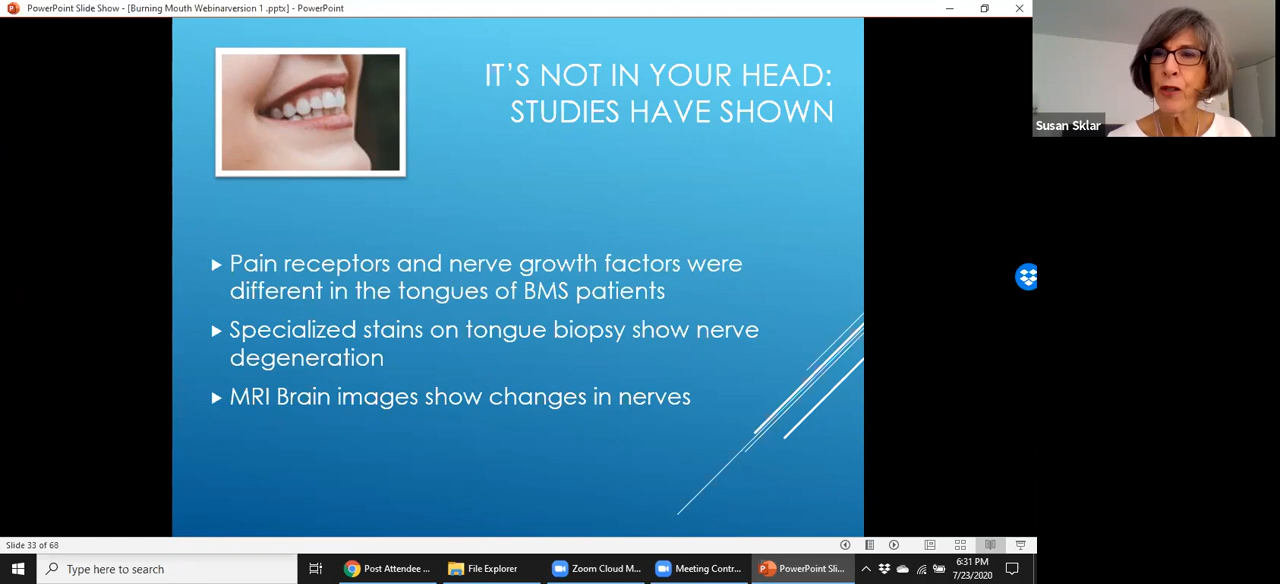 PowerPoint Slide Show - [Burning Mouth Webinarversion 1 .pptx] - PowerPoint
IT'S NOT IN YOUR HEAD:
STUDIES HAVE SHOWN
Susan Sklar
Pain receptors and nerve growth factors were
different in the tongues of BMS patients
Specialized stains on tongue biopsy show nerve
degeneration
MRI Brain images show changes in nerves
Slide 33 of 68
Type here to search
Post Attendee ...
File Explorer
Zoom Cloud M...
Meeting Contr...
PowerPoint Sli...
6:31 PM
7/23/2020